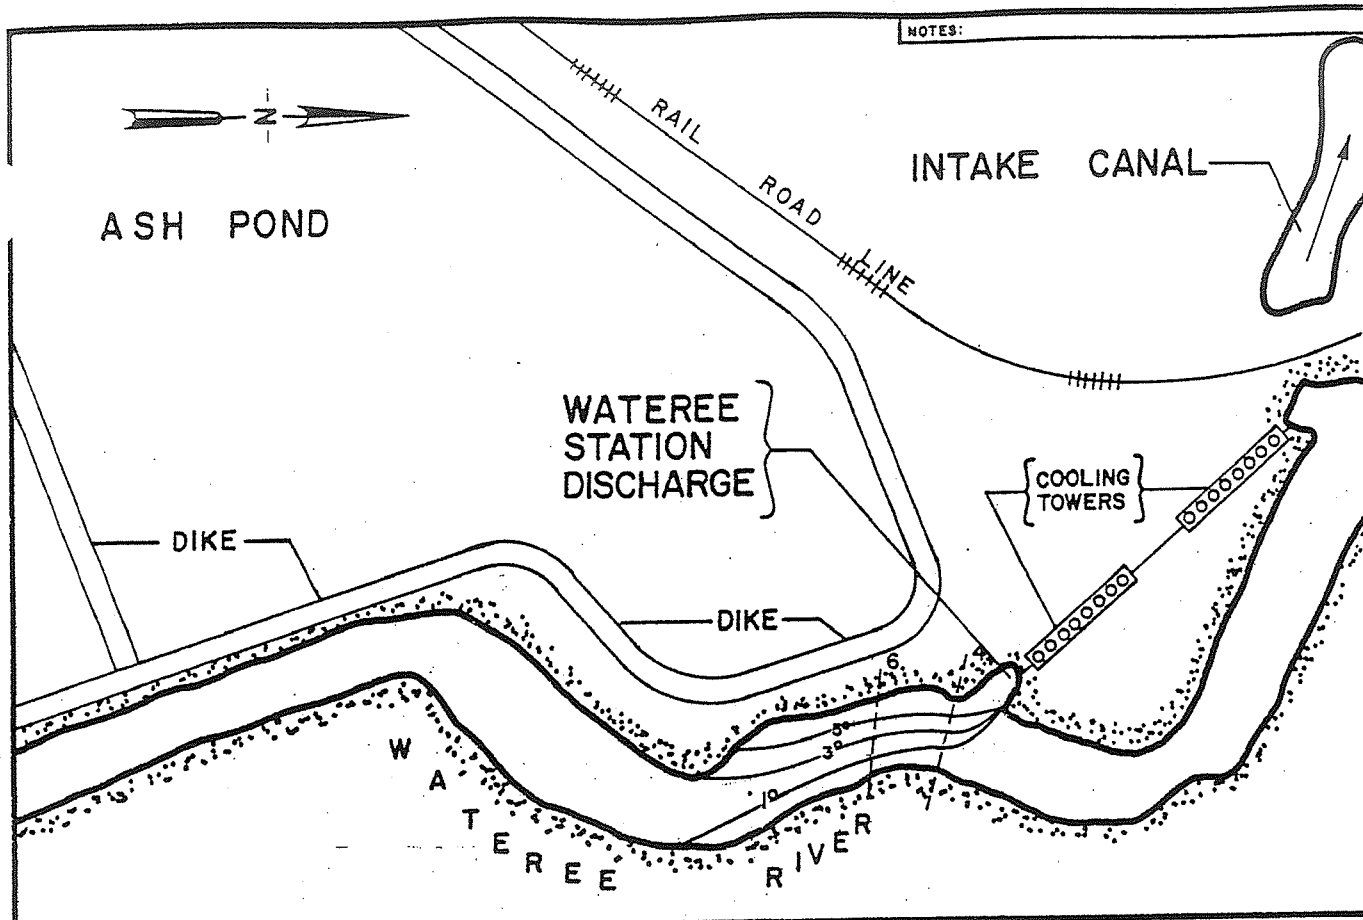 NOTES:
N
RAIL ROAD LINE
INTAKE CANAL
ASH POND
WATEREE
STATION
DISCHARGE
COOLING
TOWERS
DIKE
DIKE
6
4
5°
3°
1°
WATEREE RIVER